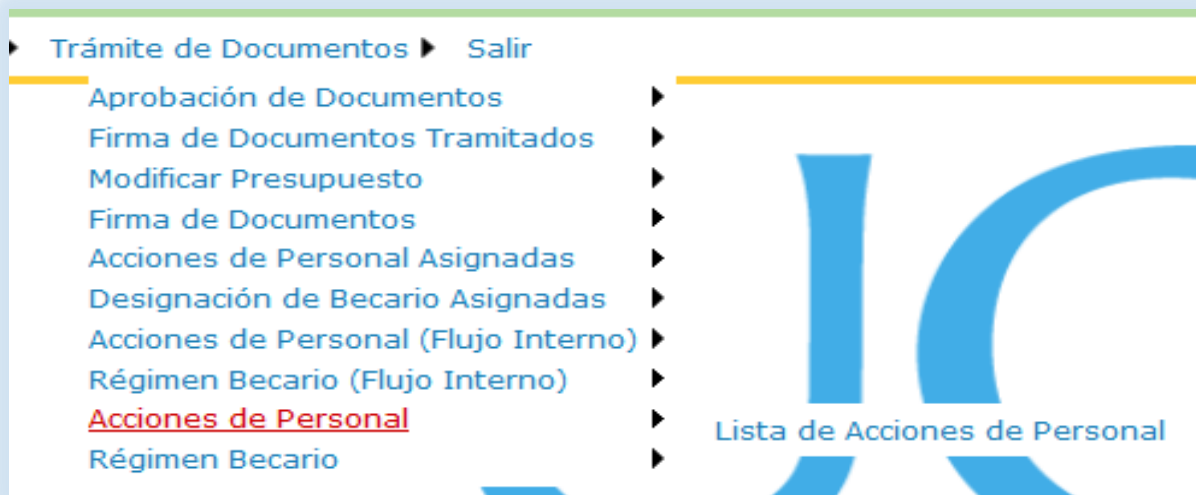 Trámite de Documentos Salir
Aprobación de Documentos
Firma de Documentos Tramitados
Modificar Presupuesto
Firma de Documentos
Acciones de Personal Asignadas
Designación de Becario Asignadas
Acciones de Personal (Flujo Interno)
Régimen Becario (Flujo Interno)
Acciones de Personal
Lista de Acciones de Personal
Régimen Becario